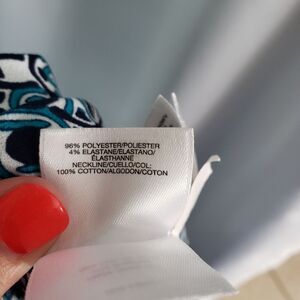 96% POLYESTER/POLIESTER
4% ELASTANE/ELASTANO/
ÉLASTHANNE
NECKLINE/CUELLO/COL:
100% COTTON/ALGODON/COTON